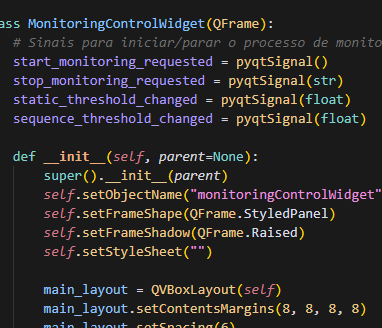 ass MonitoringControlWidget(QFrame):
# Sinais para iniciar/parar o processo de monito
start_monitoring_requested = pyqtSignal()
stop_monitoring_requested = pyqtSignal(str)
static_threshold_changed = pyqtSignal(float)
sequence_threshold_changed = pyqtSignal(float)
def __init__(self, parent=None):
super().__init__(parent)
self.setObjectName("monitoringControlWidget"
self.setFrameShape(QFrame.StyledPanel)
self.setFrameShadow(QFrame.Raised)
self.setStyleSheet("")
main_layout = QVBoxLayout(self)
main_layout.setContentsMargins(8, 8, 8, 8)
main_layout.setSpacing(6)